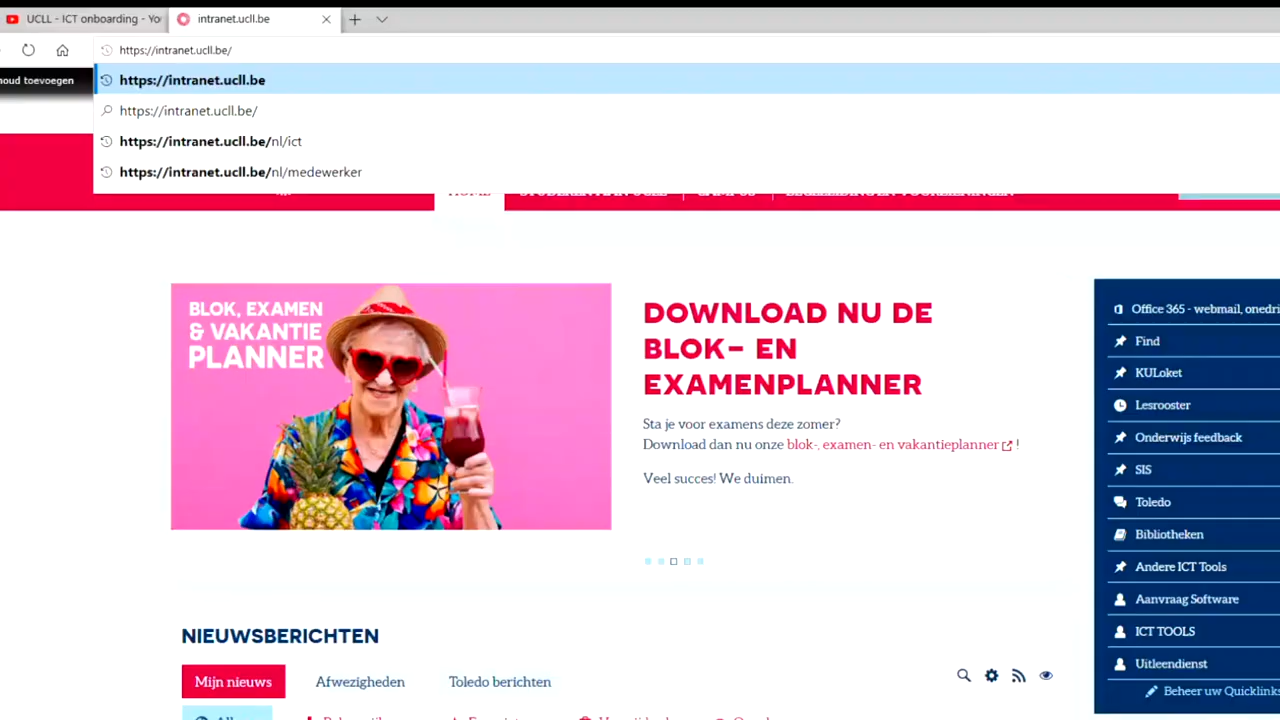 UCLL - ICT onboarding - Yo
intranet.ucll.be
https://intranet.ucll.be/
https://intranet.ucll.be
houd toevoegen
https://intranet.ucll.be/
https://intranet.ucll.be/nl/ict
https://intranet.ucll.be/nl/medewerker
BLOK, EXAMEN
& VAKANTIE
PLANNER
DOWNLOAD NU DE
BLOK- EN
EXAMENPLANNER
Sta je voor examens deze zomer?
Download dan nu onze blok-, examen- en vakantieplanner !
Veel succes! We duimen.
Office 365 - webmail, onedri
Find
KULoket
Lesrooster
Onderwijs feedback
SIS
Toledo
Bibliotheken
Andere ICT Tools
Aanvraag Software
ICT TOOLS
Uitleendienst
Beheer uw Quicklinks
NIEUWSBERICHTEN
Mijn nieuws
Afwezigheden
Toledo berichten